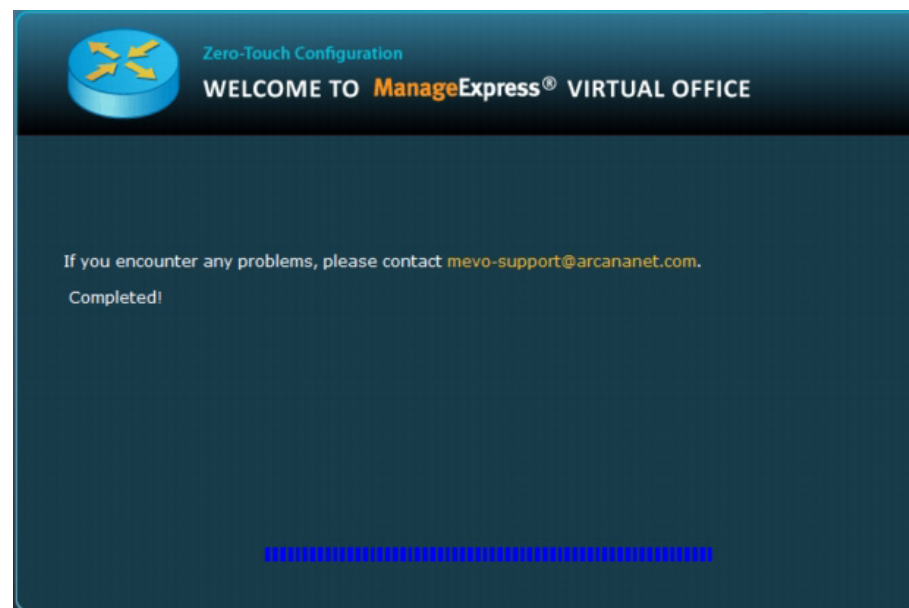 Zero-Touch Configuration
WELCOME TO ManageExpress® VIRTUAL OFFICE
If you encounter any problems, please contact mevo-support@arcananet.com.
Completed!